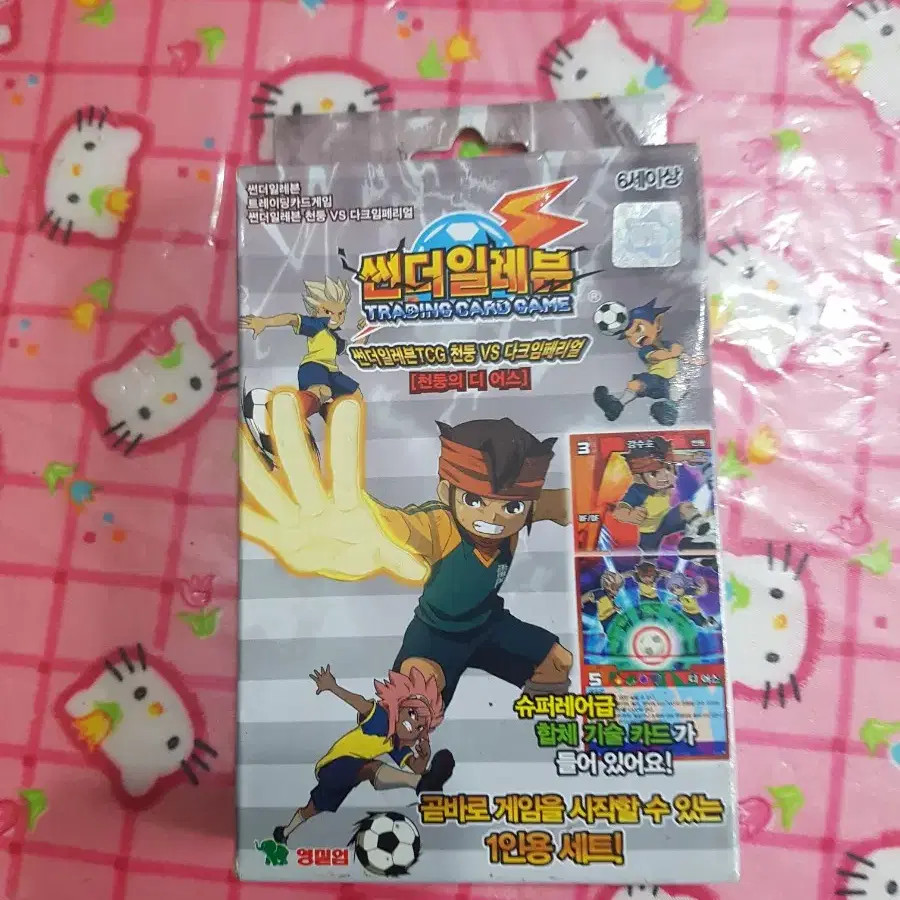 썬더일레븐
트레이딩카드게임
썬더일레븐 천둥 VS 다크임페리얼
6세이상
썬더일레븐
TRADING CARD GAME
®
썬더일레븐TCG 천둥 VS 다크임페리얼
[천둥의 디 어스]
3
강수호
5
디 어스
슈퍼레어급
합체 기술 카드가
들어 있어요!
곧바로 게임을 시작할 수 있는
1인용 세트!
영실업